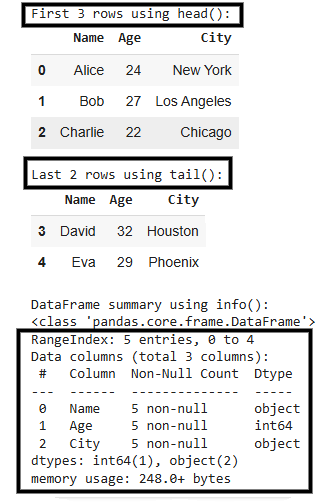 First 3 rows using head():
Name Age City
0 Alice 24 New York
1 Bob 27 Los Angeles
2 Charlie 22 Chicago
Last 2 rows using tail():
Name Age City
3 David 32 Houston
4 Eva 29 Phoenix
DataFrame summary using info():
<class 'pandas.core.frame.DataFrame'>
RangeIndex: 5 entries, 0 to 4
Data columns (total 3 columns):
# Column Non-Null Count Dtype
--- ------ -------------- -----
0 Name 5 non-null object
1 Age 5 non-null int64
2 City 5 non-null object
dtypes: int64(1), object(2)
memory usage: 248.0+ bytes